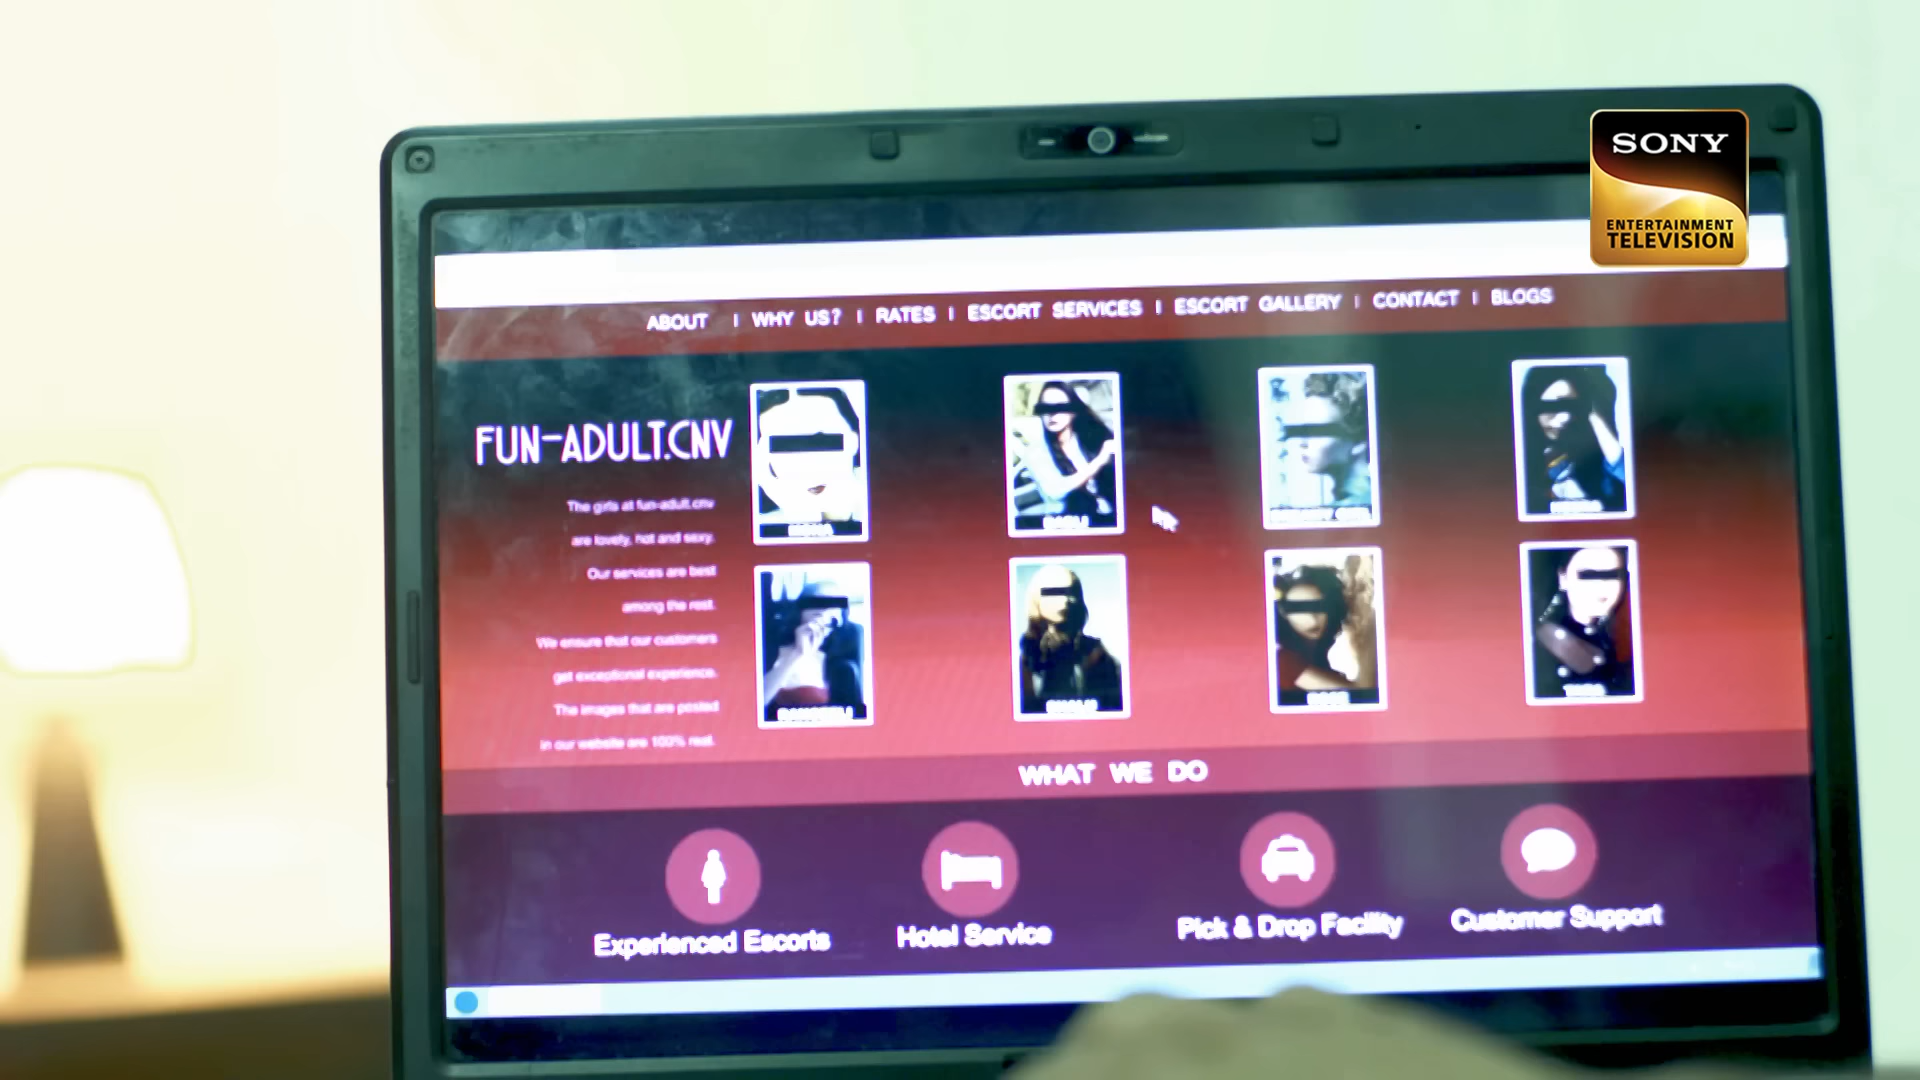 SONY
ENTERTAINMENT
TELEVISION
ABOUT | WHY US? | RATES | ESCORT SERVICES | ESCORT GALLERY | CONTACT | BLOGS
FUN-ADULT.CNV
The girls at fun-adult.cnv
are lovely, hot and sexy.
Our services are best
among the rest.
We ensure that our customers
get exceptional experience.
The images that are posted
in our website are 100% real.
WHAT WE DO
Experienced Escorts
Hotel Service
Pick & Drop Facility
Customer Support